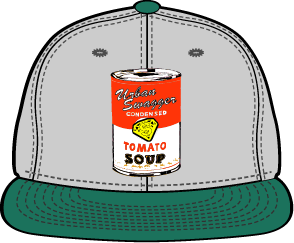 Urban
Swagger
CONDENSED
TOMATO
SOUP